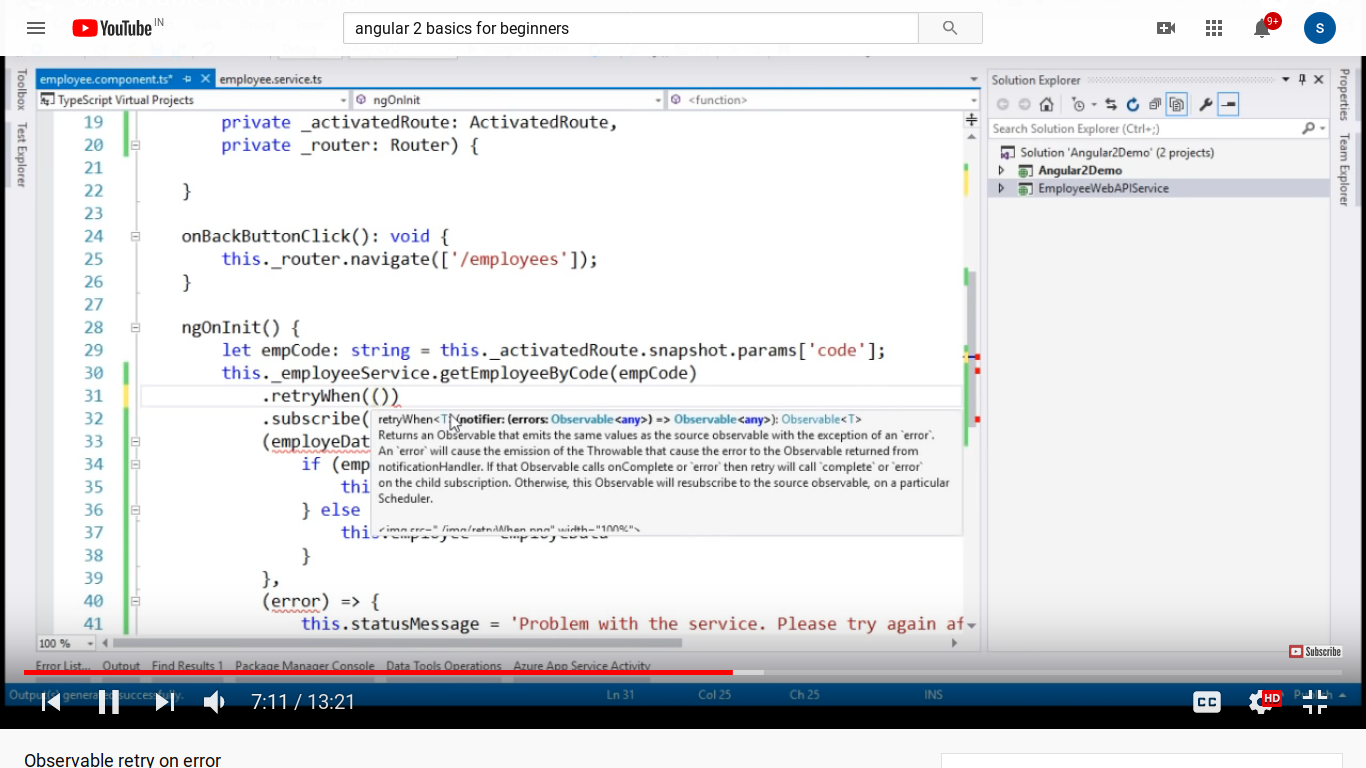 YouTube IN
angular 2 basics for beginners
9+
S
employee.component.ts*
employee.service.ts
Solution Explorer
TypeScript Virtual Projects
ngOnInit
<function>
Search Solution Explorer (Ctrl+;)
Solution 'Angular2Demo' (2 projects)
Angular2Demo
EmployeeWebAPIService
Toolbox
Test Explorer
Properties
Team Explorer
19 private _activatedRoute: ActivatedRoute,
20 private _router: Router) {
21
22 }
23
24 onBackButtonClick(): void {
25 this._router.navigate(['/employees']);
26 }
27
28 ngOnInit() {
29 let empCode: string = this._activatedRoute.snapshot.params['code'];
30 this._employeeService.getEmployeeByCode(empCode)
31 .retryWhen(())
32 .subscribe(
33 (employeDat
34 if (emp
35 thi
36 } else
37 this.employee = employeData
38 }
39 },
40 (error) => {
41 this.statusMessage = 'Problem with the service. Please try again af
retryWhen<T>(notifier: (errors: Observable<any>) => Observable<any>): Observable<T>
Returns an Observable that emits the same values as the source observable with the exception of an `error`.
An `error` will cause the emission of the Throwable that cause the error to the Observable returned from
notificationHandler. If that Observable calls onComplete or `error` then retry will call `complete` or `error`
on the child subscription. Otherwise, this Observable will resubscribe to the source observable, on a particular
Scheduler.
<img src="./img/retryWhen.png" width="100%">
100 %
Subscribe
Error List... Output Find Results 1 Package Manager Console Data Tools Operations Azure App Service Activity
Output(s) generated successfully. Ln 31 Col 25 Ch 25 INS Publish
7:11 / 13:21
CC
HD
Observable retry on error